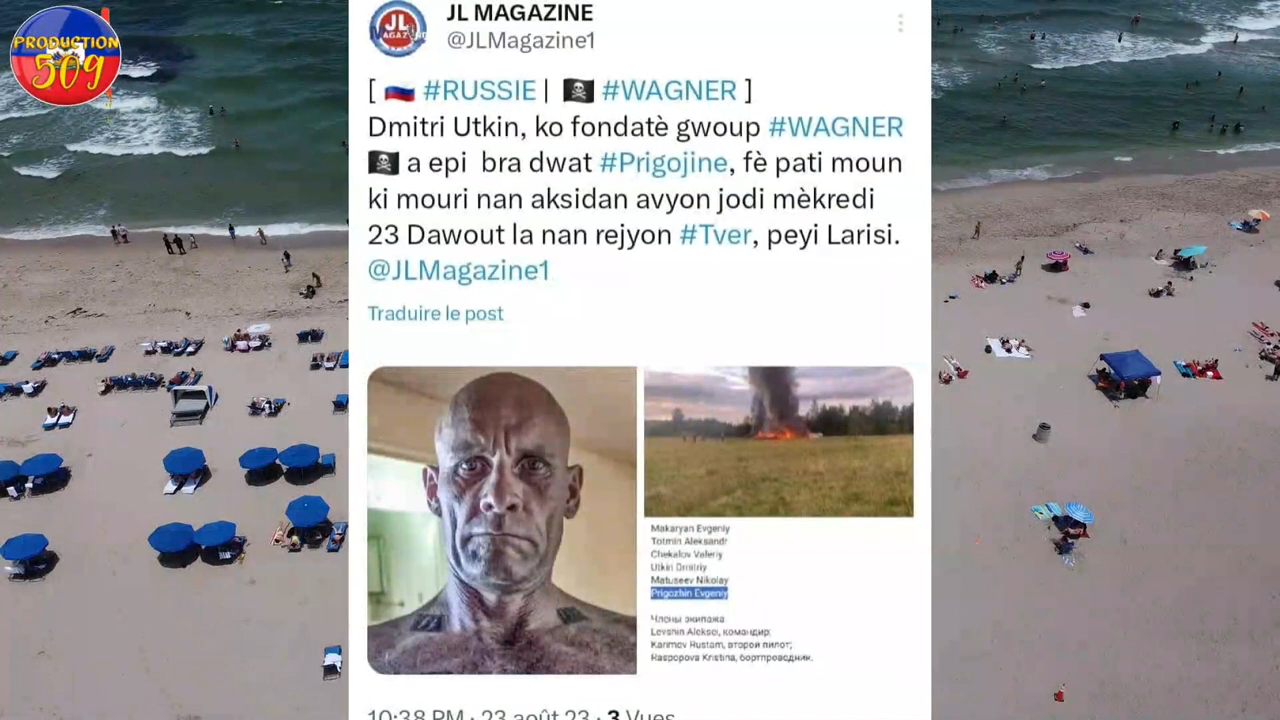 PRODUCTION
509
JL
MAGAZINE
JL MAGAZINE
@JLMagazine1
[ 🇷🇺 #RUSSIE | 🏴‍☠️ #WAGNER ]
Dmitri Utkin, ko fondatè gwoup #WAGNER
🏴‍☠️ a epi bra dwat #Prigojine, fè pati moun
ki mouri nan aksidan avyon jodi mèkredi
23 Dawout la nan rejyon #Tver, peyi Larisi.
@JLMagazine1
Traduire le post
Makaryan Evgeniy
Totmin Aleksandr
Chekalov Valeriy
Utkin Dmitriy
Matuseev Nikolay
Prigozhin Evgeniy
Члены экипажа
Levshin Aleksei, командир;
Karimov Rustam, второй пилот;
Raspopova Kristina, бортпроводник.
10:38 PM · 23 août 23 · 3 Vues